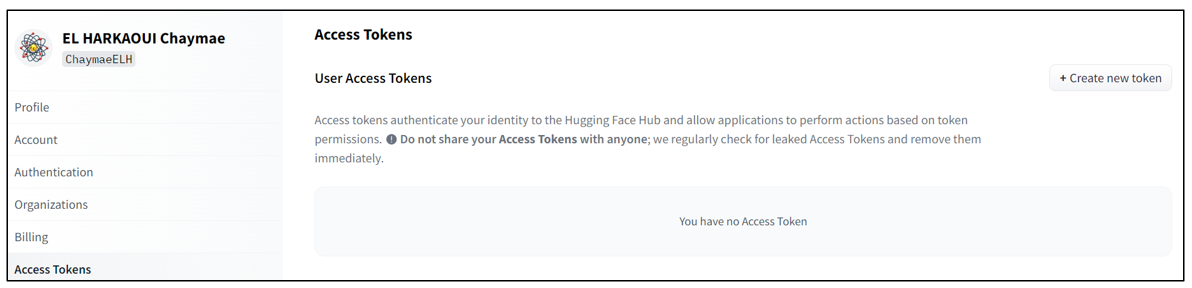 EL HARKAOUI Chaymae
ChaymaeELH
Profile
Account
Authentication
Organizations
Billing
Access Tokens
Access Tokens
User Access Tokens
+ Create new token
Access tokens authenticate your identity to the Hugging Face Hub and allow applications to perform actions based on token
permissions. Do not share your Access Tokens with anyone; we regularly check for leaked Access Tokens and remove them
immediately.
You have no Access Token